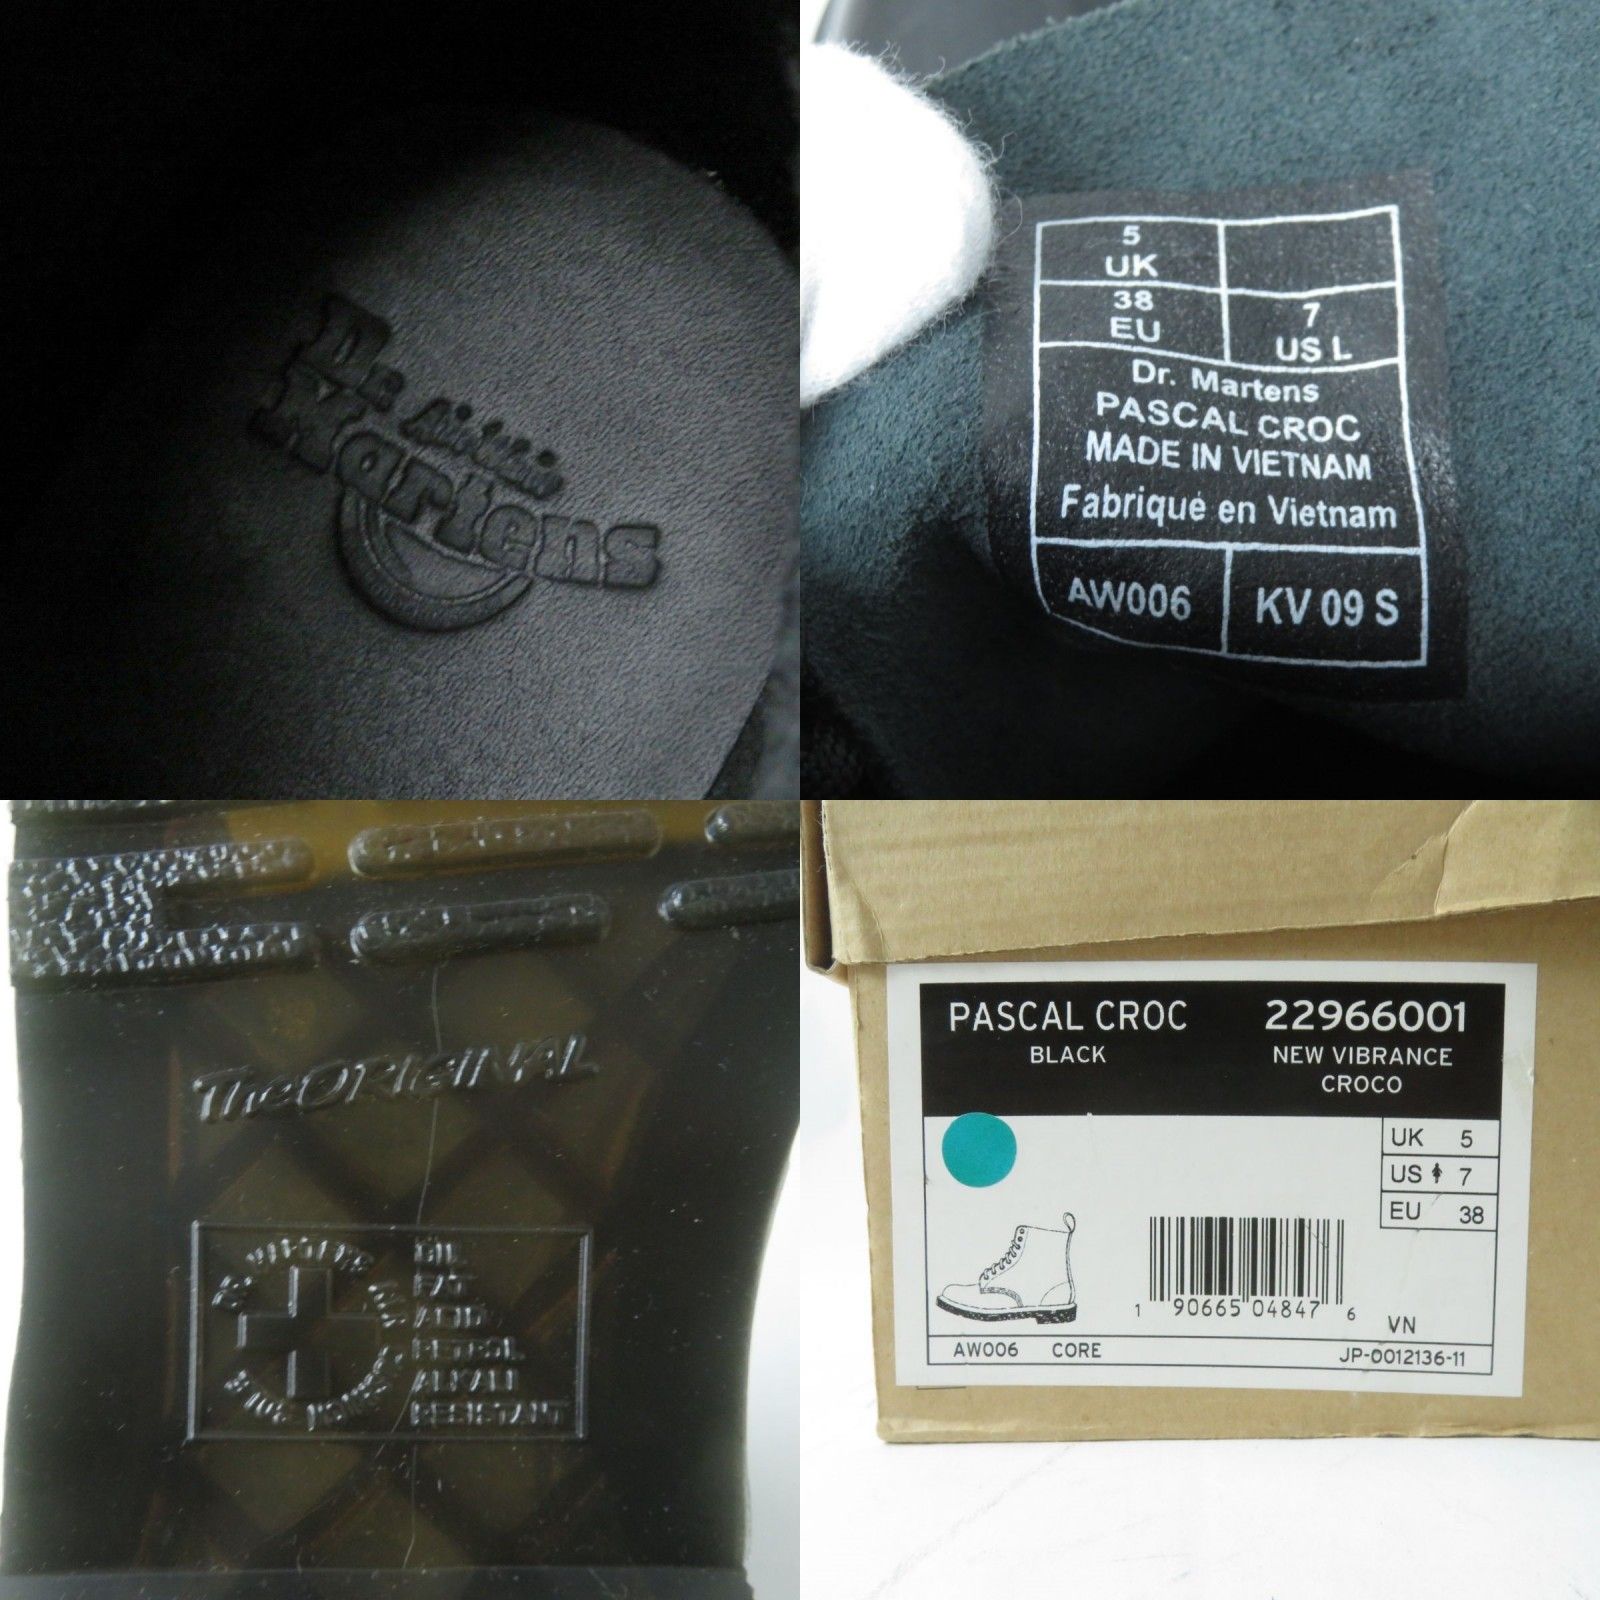 Dr. Martens
5
UK
38
EU
7
US L
Dr. Martens
PASCAL CROC
MADE IN VIETNAM
Fabriqué en Vietnam
AW006
KV 09 S
The ORIGINAL
OIL
FAT
ACID
PETROL
ALKALI
RESISTANT
PASCAL CROC 22966001
BLACK NEW VIBRANCE
CROCO
UK 5
US 7
EU 38
1 90665 04847 6
VN
AW006 CORE JP-0012136-11